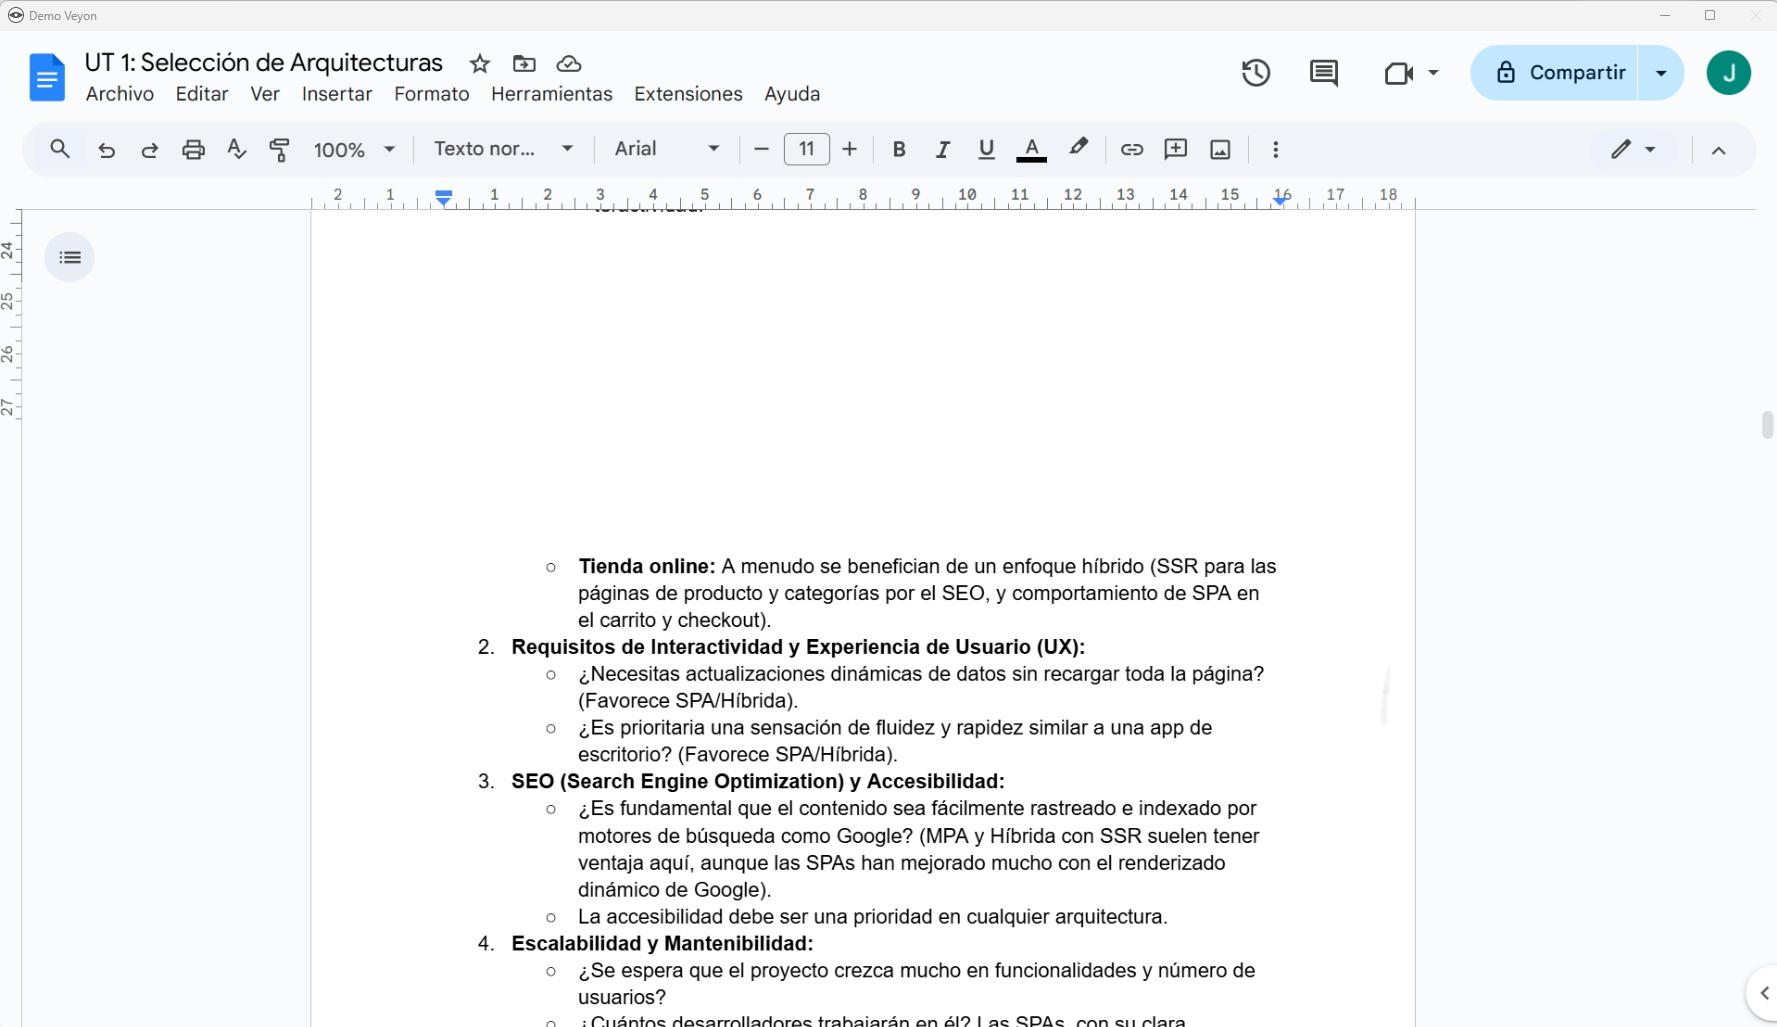 Demo Veyon
UT 1: Selección de Arquitecturas
Archivo Editar Ver Insertar Formato Herramientas Extensiones Ayuda
Compartir
J
100% Texto nor... Arial 11 B I U A
2 1 1 2 3 4 5 6 7 8 9 10 11 12 13 14 15 16 17 18
24
25
26
27
Tienda online: A menudo se benefician de un enfoque híbrido (SSR para las
páginas de producto y categorías por el SEO, y comportamiento de SPA en
el carrito y checkout).
2. Requisitos de Interactividad y Experiencia de Usuario (UX):
¿Necesitas actualizaciones dinámicas de datos sin recargar toda la página?
(Favorece SPA/Híbrida).
¿Es prioritaria una sensación de fluidez y rapidez similar a una app de
escritorio? (Favorece SPA/Híbrida).
3. SEO (Search Engine Optimization) y Accesibilidad:
¿Es fundamental que el contenido sea fácilmente rastreado e indexado por
motores de búsqueda como Google? (MPA y Híbrida con SSR suelen tener
ventaja aquí, aunque las SPAs han mejorado mucho con el renderizado
dinámico de Google).
La accesibilidad debe ser una prioridad en cualquier arquitectura.
4. Escalabilidad y Mantenibilidad:
¿Se espera que el proyecto crezca mucho en funcionalidades y número de
usuarios?
¿Cuántos desarrolladores trabajarán en él? Las SPAs, con su clara